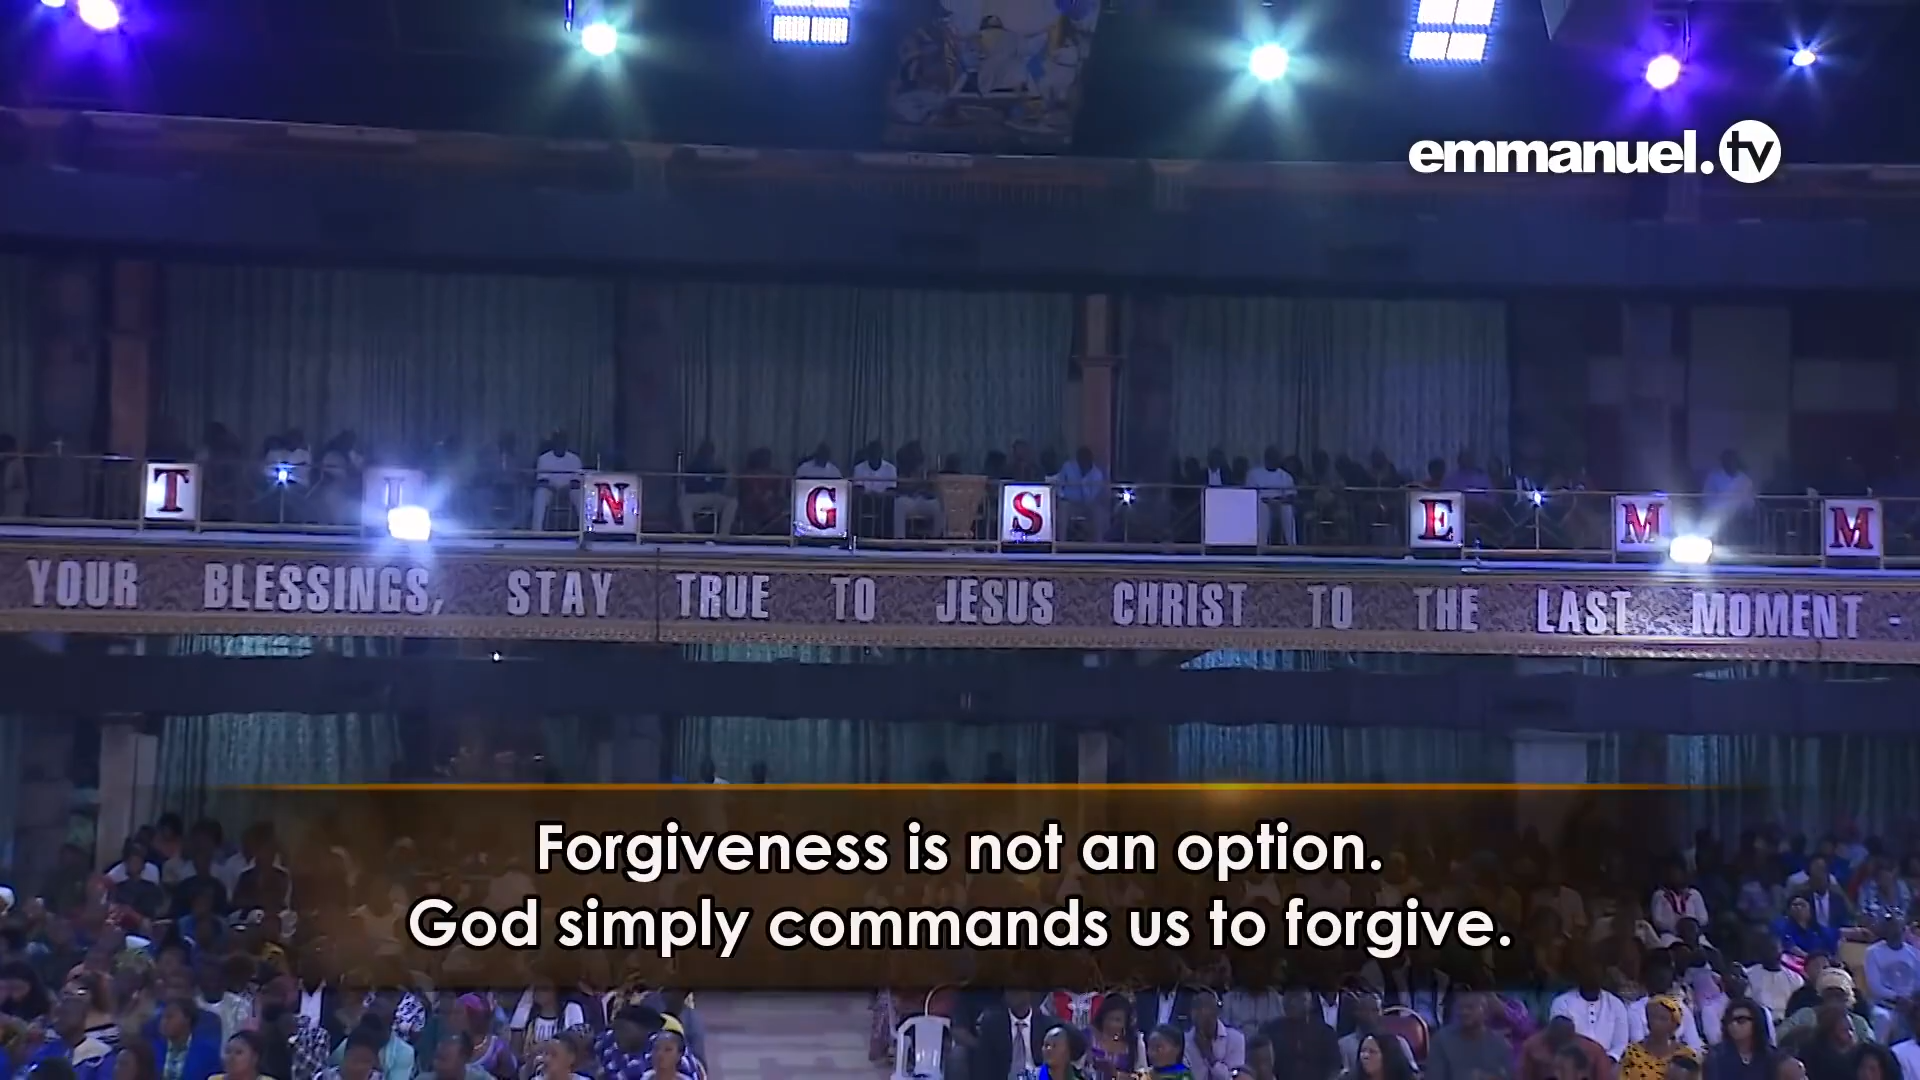 emmanuel.tv
T I N G S E M M
YOUR BLESSINGS, STAY TRUE TO JESUS CHRIST TO THE LAST MOMENT -
Forgiveness is not an option.
God simply commands us to forgive.